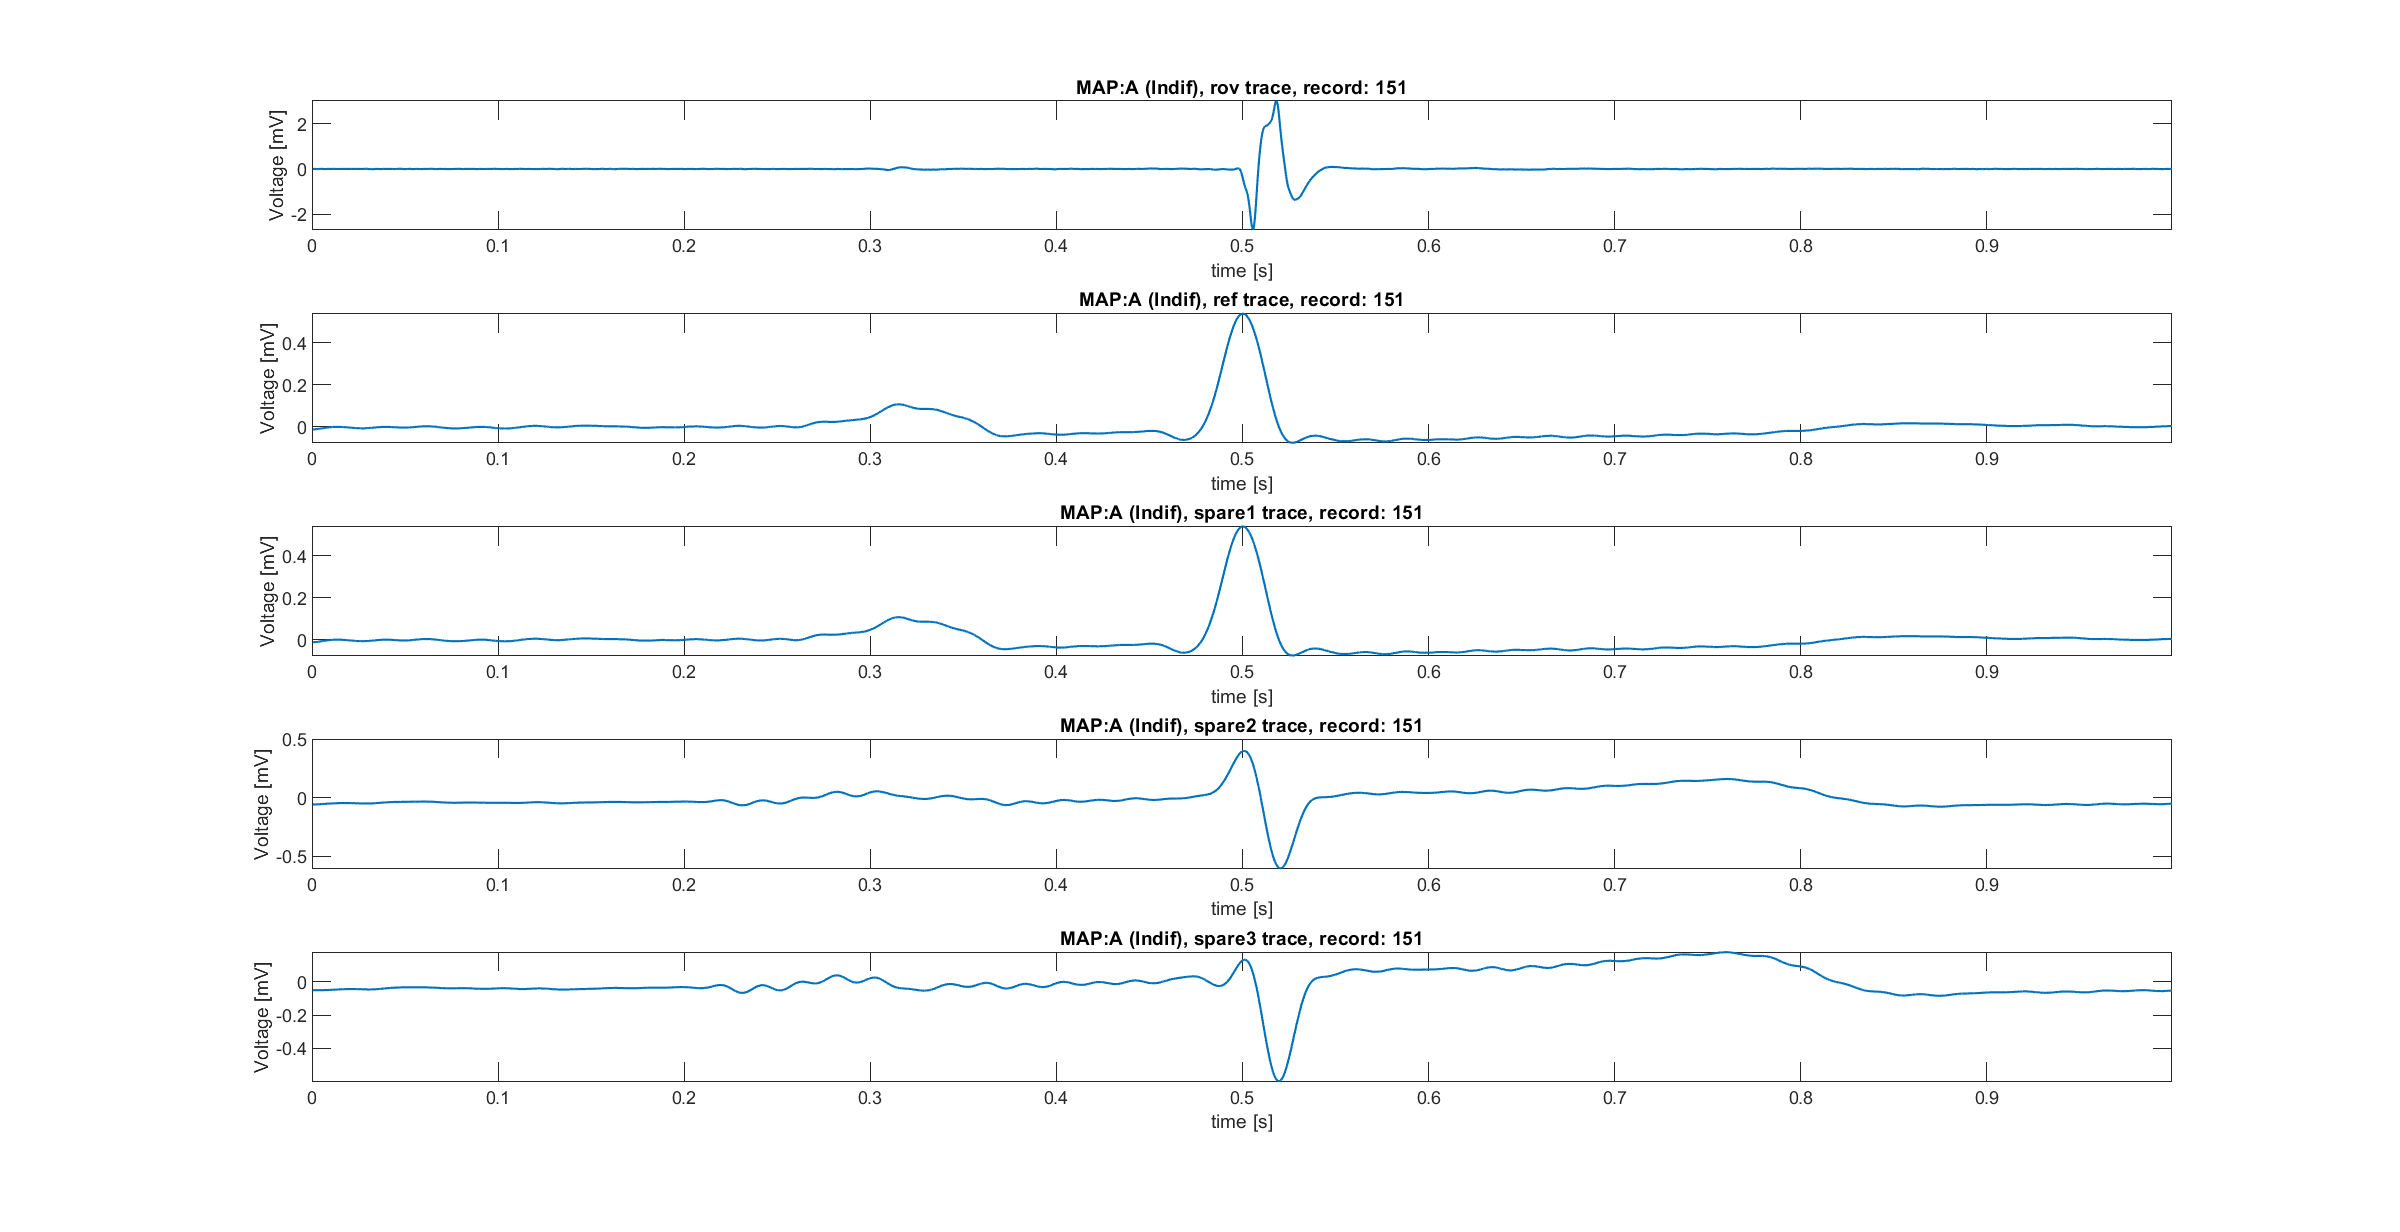 MAP:A (Indif), rov trace, record: 151
Voltage [mV]
2
0
-2
0 0.1 0.2 0.3 0.4 0.5 0.6 0.7 0.8 0.9
time [s]
MAP:A (Indif), ref trace, record: 151
Voltage [mV]
0.4
0.2
0
0 0.1 0.2 0.3 0.4 0.5 0.6 0.7 0.8 0.9
time [s]
MAP:A (Indif), spare1 trace, record: 151
Voltage [mV]
0.4
0.2
0
0 0.1 0.2 0.3 0.4 0.5 0.6 0.7 0.8 0.9
time [s]
MAP:A (Indif), spare2 trace, record: 151
Voltage [mV]
0.5
0
-0.5
0 0.1 0.2 0.3 0.4 0.5 0.6 0.7 0.8 0.9
time [s]
MAP:A (Indif), spare3 trace, record: 151
Voltage [mV]
0
-0.2
-0.4
0 0.1 0.2 0.3 0.4 0.5 0.6 0.7 0.8 0.9
time [s]